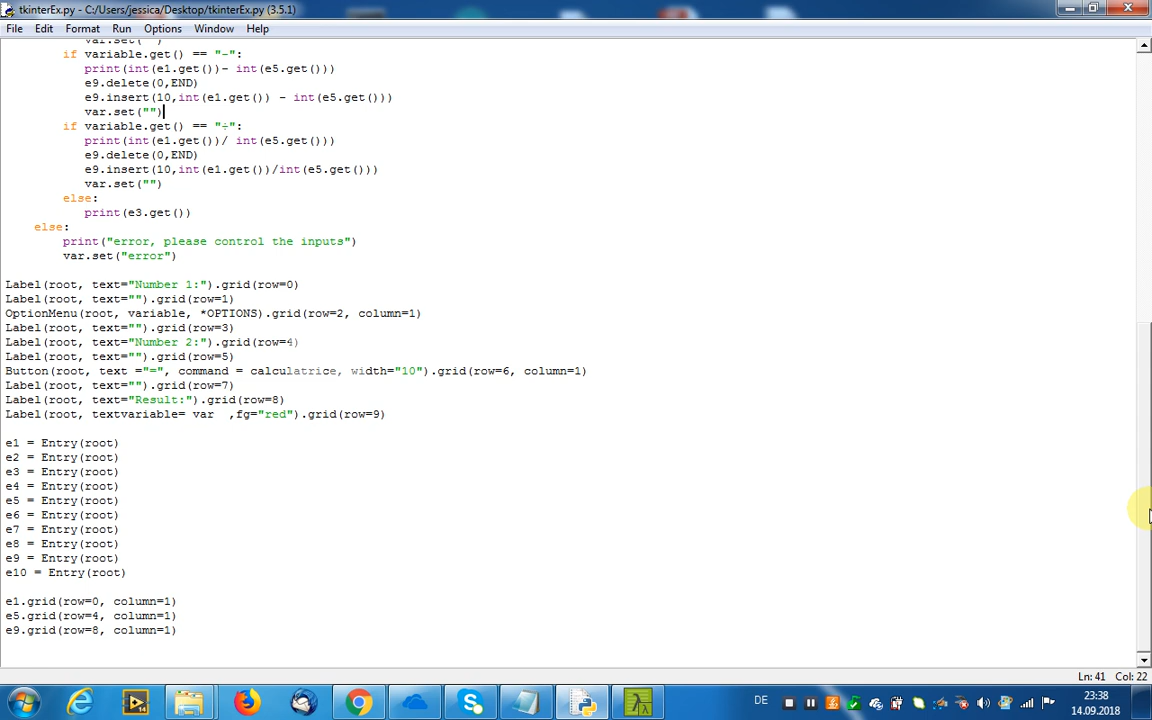 tkinterEx.py - C:/Users/jessica/Desktop/tkinterEx.py (3.5.1)
File Edit Format Run Options Window Help
var.set("")
if variable.get() == "-":
print(int(e1.get())- int(e5.get()))
e9.delete(0,END)
e9.insert(10,int(e1.get()) - int(e5.get()))
var.set("")
if variable.get() == "÷":
print(int(e1.get())/ int(e5.get()))
e9.delete(0,END)
e9.insert(10,int(e1.get())/int(e5.get()))
var.set("")
else:
print(e3.get())
else:
print("error, please control the inputs")
var.set("error")
Label(root, text="Number 1:").grid(row=0)
Label(root, text="").grid(row=1)
OptionMenu(root, variable, *OPTIONS).grid(row=2, column=1)
Label(root, text="").grid(row=3)
Label(root, text="Number 2:").grid(row=4)
Label(root, text="").grid(row=5)
Button(root, text ="=", command = calculatrice, width="10").grid(row=6, column=1)
Label(root, text="").grid(row=7)
Label(root, text="Result:").grid(row=8)
Label(root, textvariable= var  ,fg="red").grid(row=9)
e1 = Entry(root)
e2 = Entry(root)
e3 = Entry(root)
e4 = Entry(root)
e5 = Entry(root)
e6 = Entry(root)
e7 = Entry(root)
e8 = Entry(root)
e9 = Entry(root)
e10 = Entry(root)
e1.grid(row=0, column=1)
e5.grid(row=4, column=1)
e9.grid(row=8, column=1)
Ln: 41 Col: 22
DE
23:38
14.09.2018